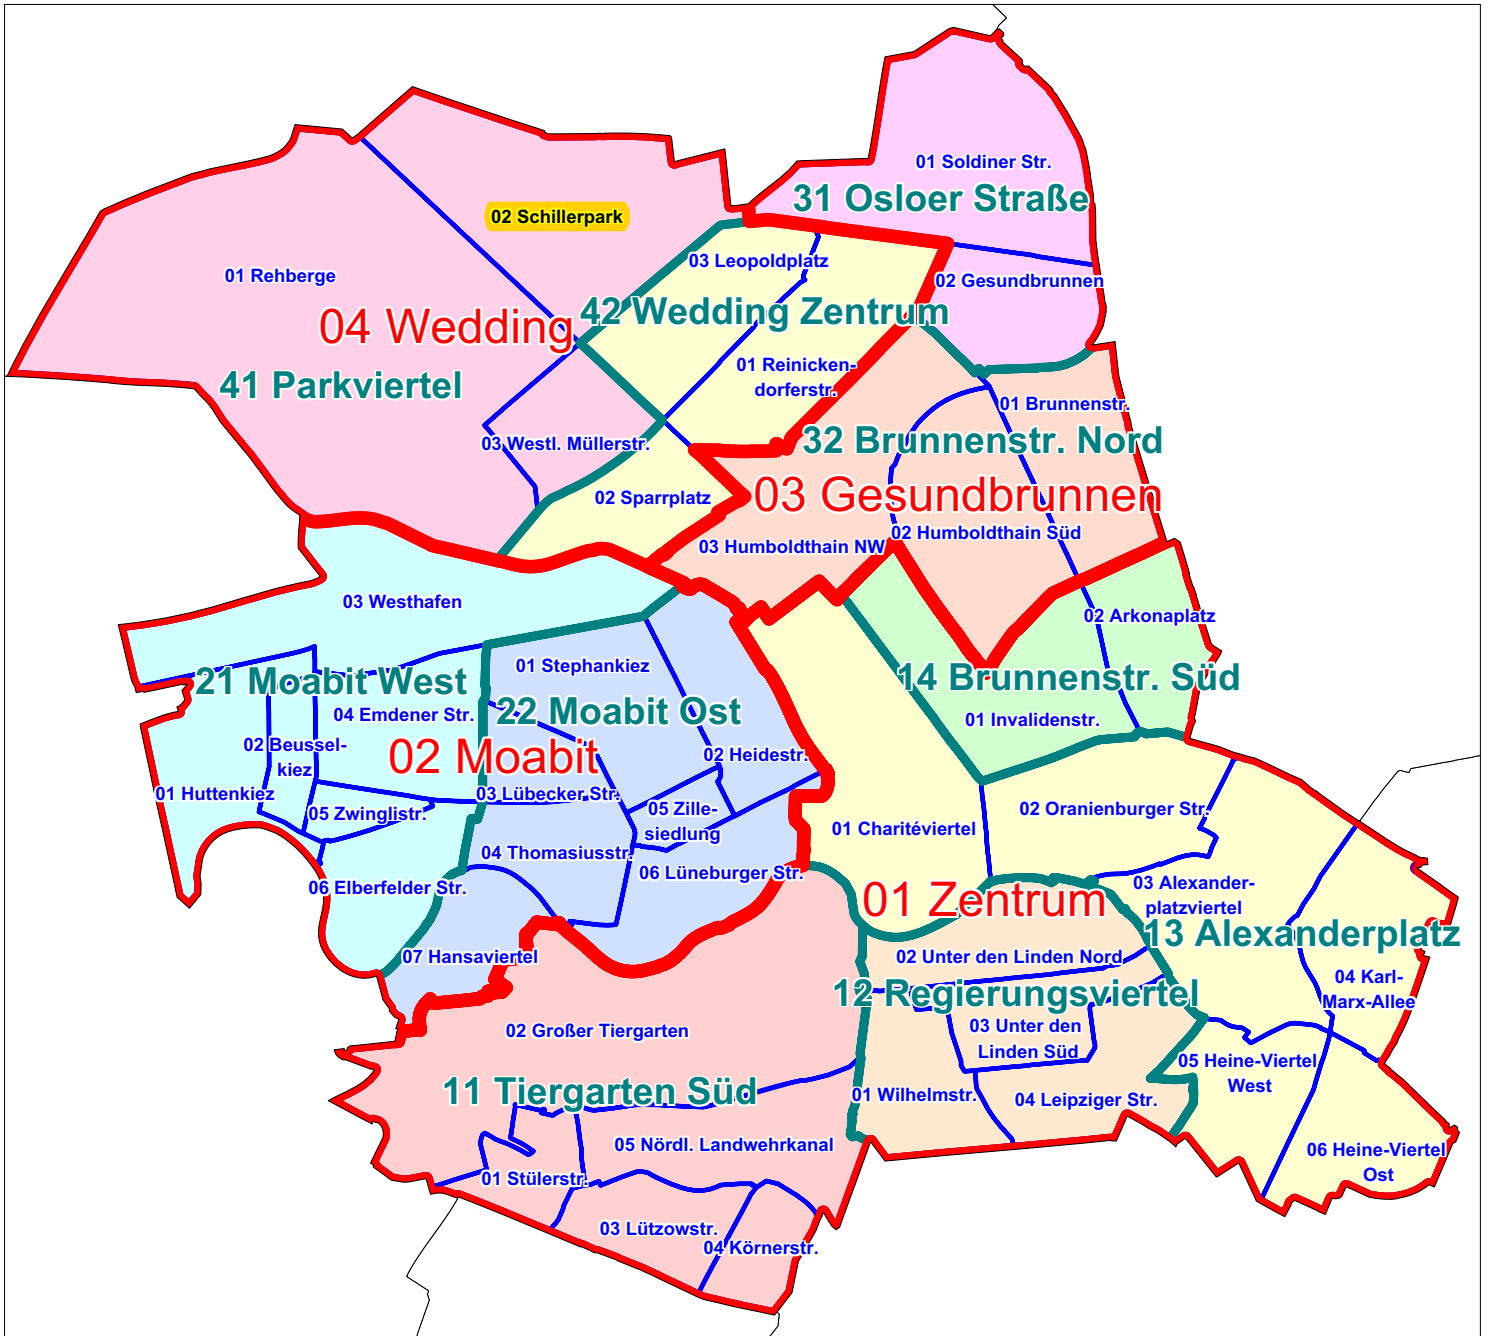 01 Soldiner Str.
31 Osloer Straße
02 Schillerpark
03 Leopoldplatz
01 Rehberge
02 Gesundbrunnen
42 Wedding Zentrum
04 Wedding
01 Reinicken-
dorferstr.
41 Parkviertel
01 Brunnenstr.
03 Westl. Müllerstr.
32 Brunnenstr. Nord
02 Sparrplatz
03 Gesundbrunnen
02 Humboldthain Süd
03 Humboldthain NW
03 Westhafen
02 Arkonaplatz
01 Stephankiez
21 Moabit West
14 Brunnenstr. Süd
04 Emdener Str.
22 Moabit Ost
01 Invalidenstr.
02 Beussel-
kiez
02 Moabit
02 Heidestr.
01 Huttenkiez
03 Lübecker Str.
05 Zwinglistr.
05 Zille-
siedlung
02 Oranienburger Str.
01 Charitéviertel
04 Thomasiusstr.
06 Lüneburger Str.
06 Elberfelder Str.
03 Alexander-
platzviertel
01 Zentrum
13 Alexanderplatz
07 Hansaviertel
02 Unter den Linden Nord
12 Regierungsviertel
04 Karl-
Marx-Allee
02 Großer Tiergarten
03 Unter den
Linden Süd
05 Heine-Viertel
West
11 Tiergarten Süd
01 Wilhelmstr.
04 Leipziger Str.
05 Nördl. Landwehrkanal
06 Heine-Viertel
Ost
01 Stülerstr.
03 Lützowstr.
04 Körnerstr.